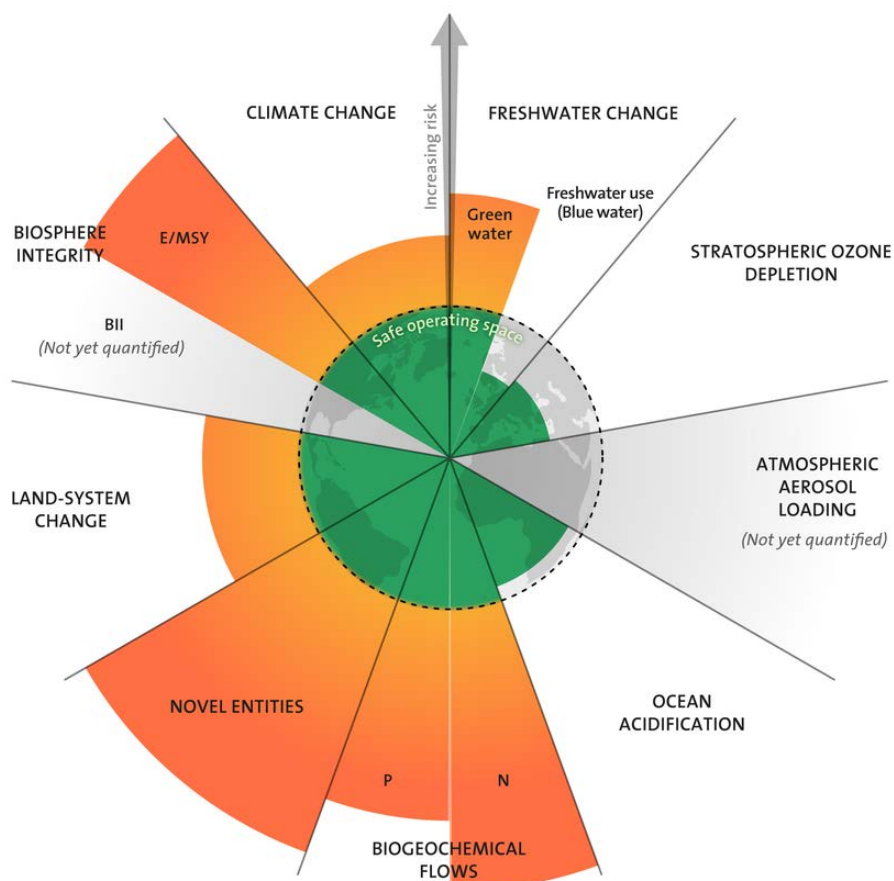 CLIMATE CHANGE
FRESHWATER CHANGE
Increasing risk
Green
water
Freshwater use
(Blue water)
STRATOSPHERIC OZONE
DEPLETION
ATMOSPHERIC
AEROSOL
LOADING
(Not yet quantified)
OCEAN
ACIDIFICATION
BIOGEOCHEMICAL
FLOWS
P
N
NOVEL ENTITIES
LAND-SYSTEM
CHANGE
BIOSPHERE
INTEGRITY
E/MSY
BII
(Not yet quantified)
Safe operating space